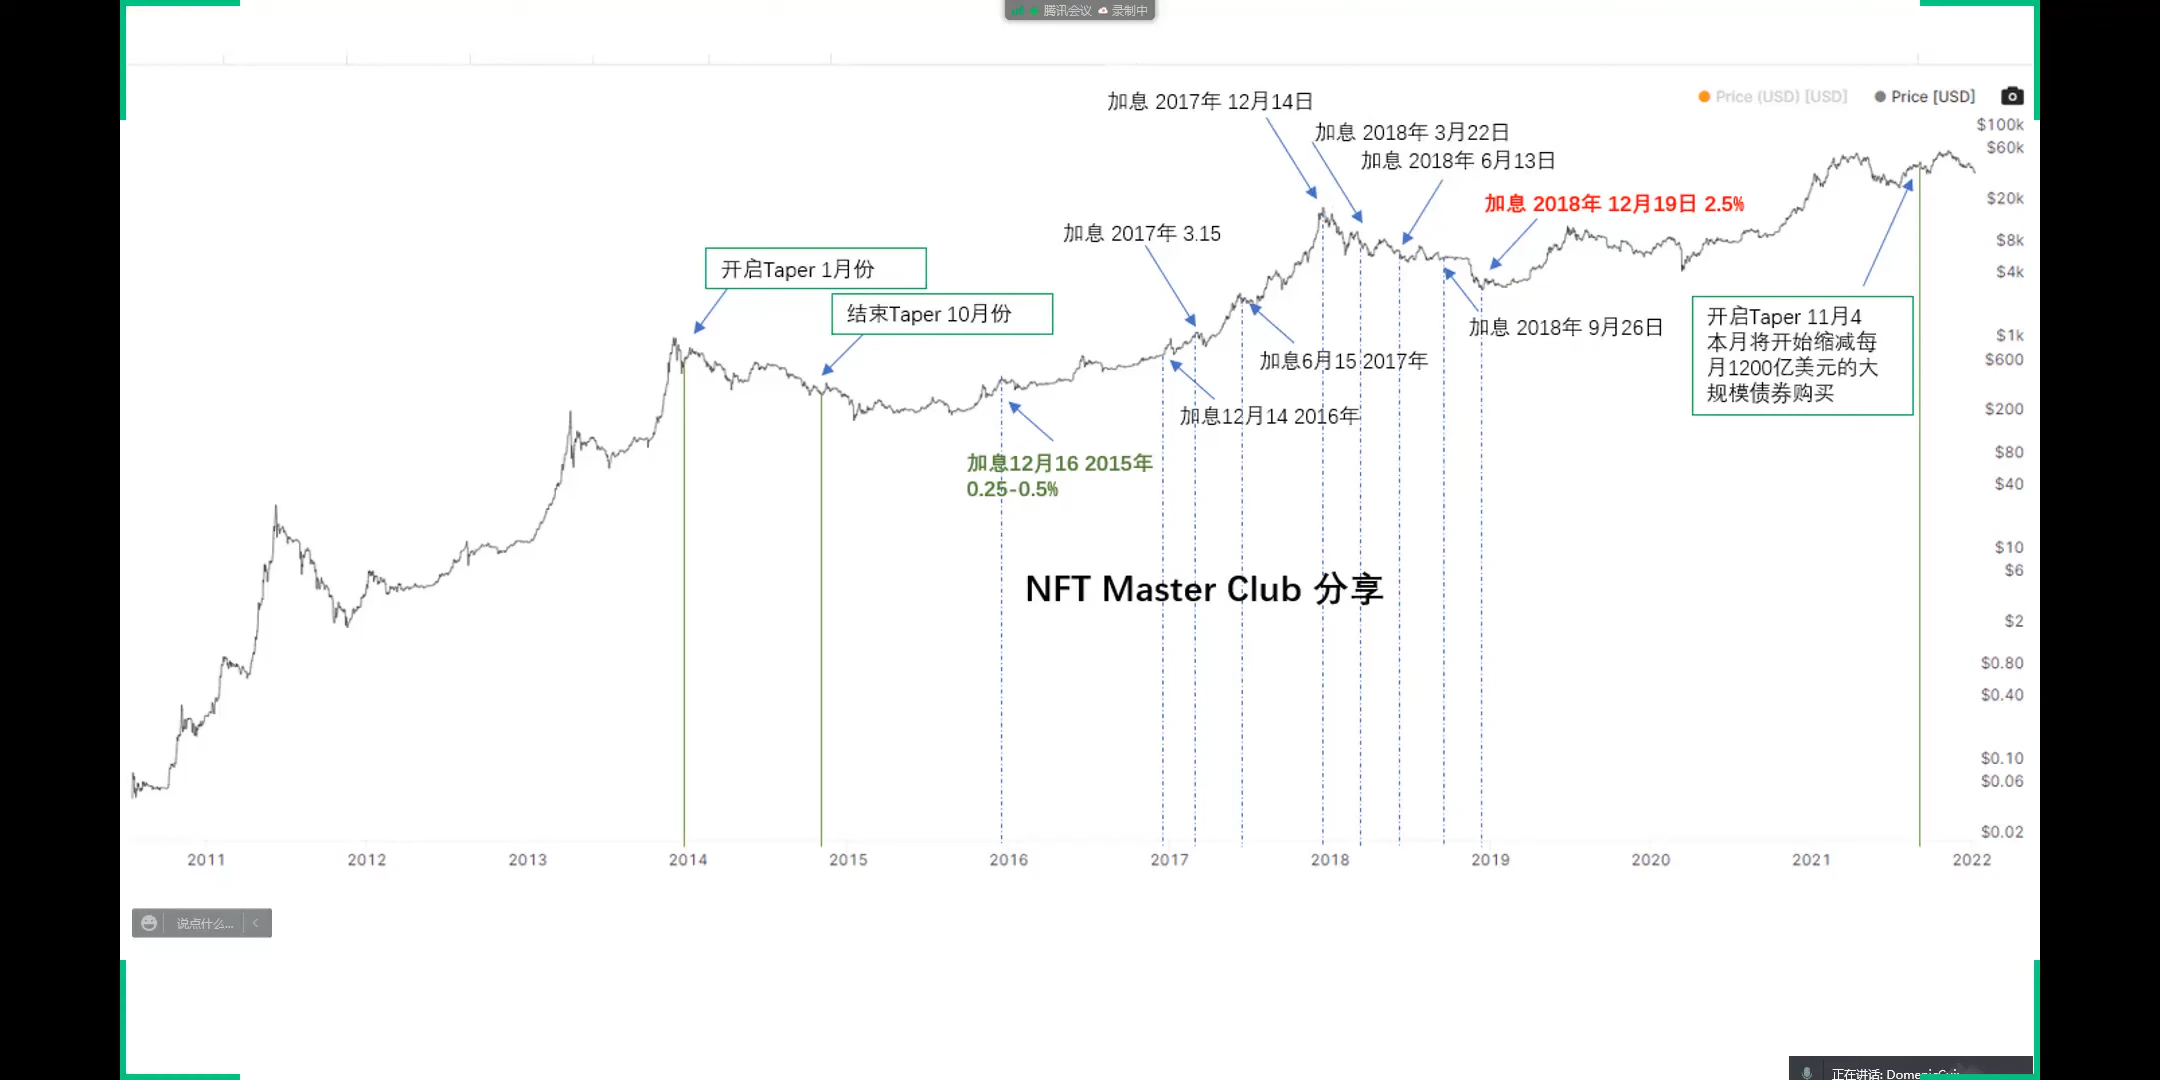 腾讯会议 录制中
Price (USD) [USD] Price [USD]
加息 2017年 12月14日
加息 2018年 3月22日
加息 2018年 6月13日
加息 2018年 12月19日 2.5%
加息 2017年 3.15
开启Taper 1月份
结束Taper 10月份
加息 2018年 9月26日
加息6月15 2017年
加息12月14 2016年
加息12月16 2015年
0.25-0.5%
开启Taper 11月4
本月将开始缩减每
月1200亿美元的大
规模债券购买
NFT Master Club 分享
$100k
$60k
$20k
$8k
$4k
$1k
$600
$200
$80
$40
$10
$6
$2
$0.80
$0.40
$0.10
$0.06
$0.02
2011 2012 2013 2014 2015 2016 2017 2018 2019 2020 2021 2022
说点什么...
正在讲话: